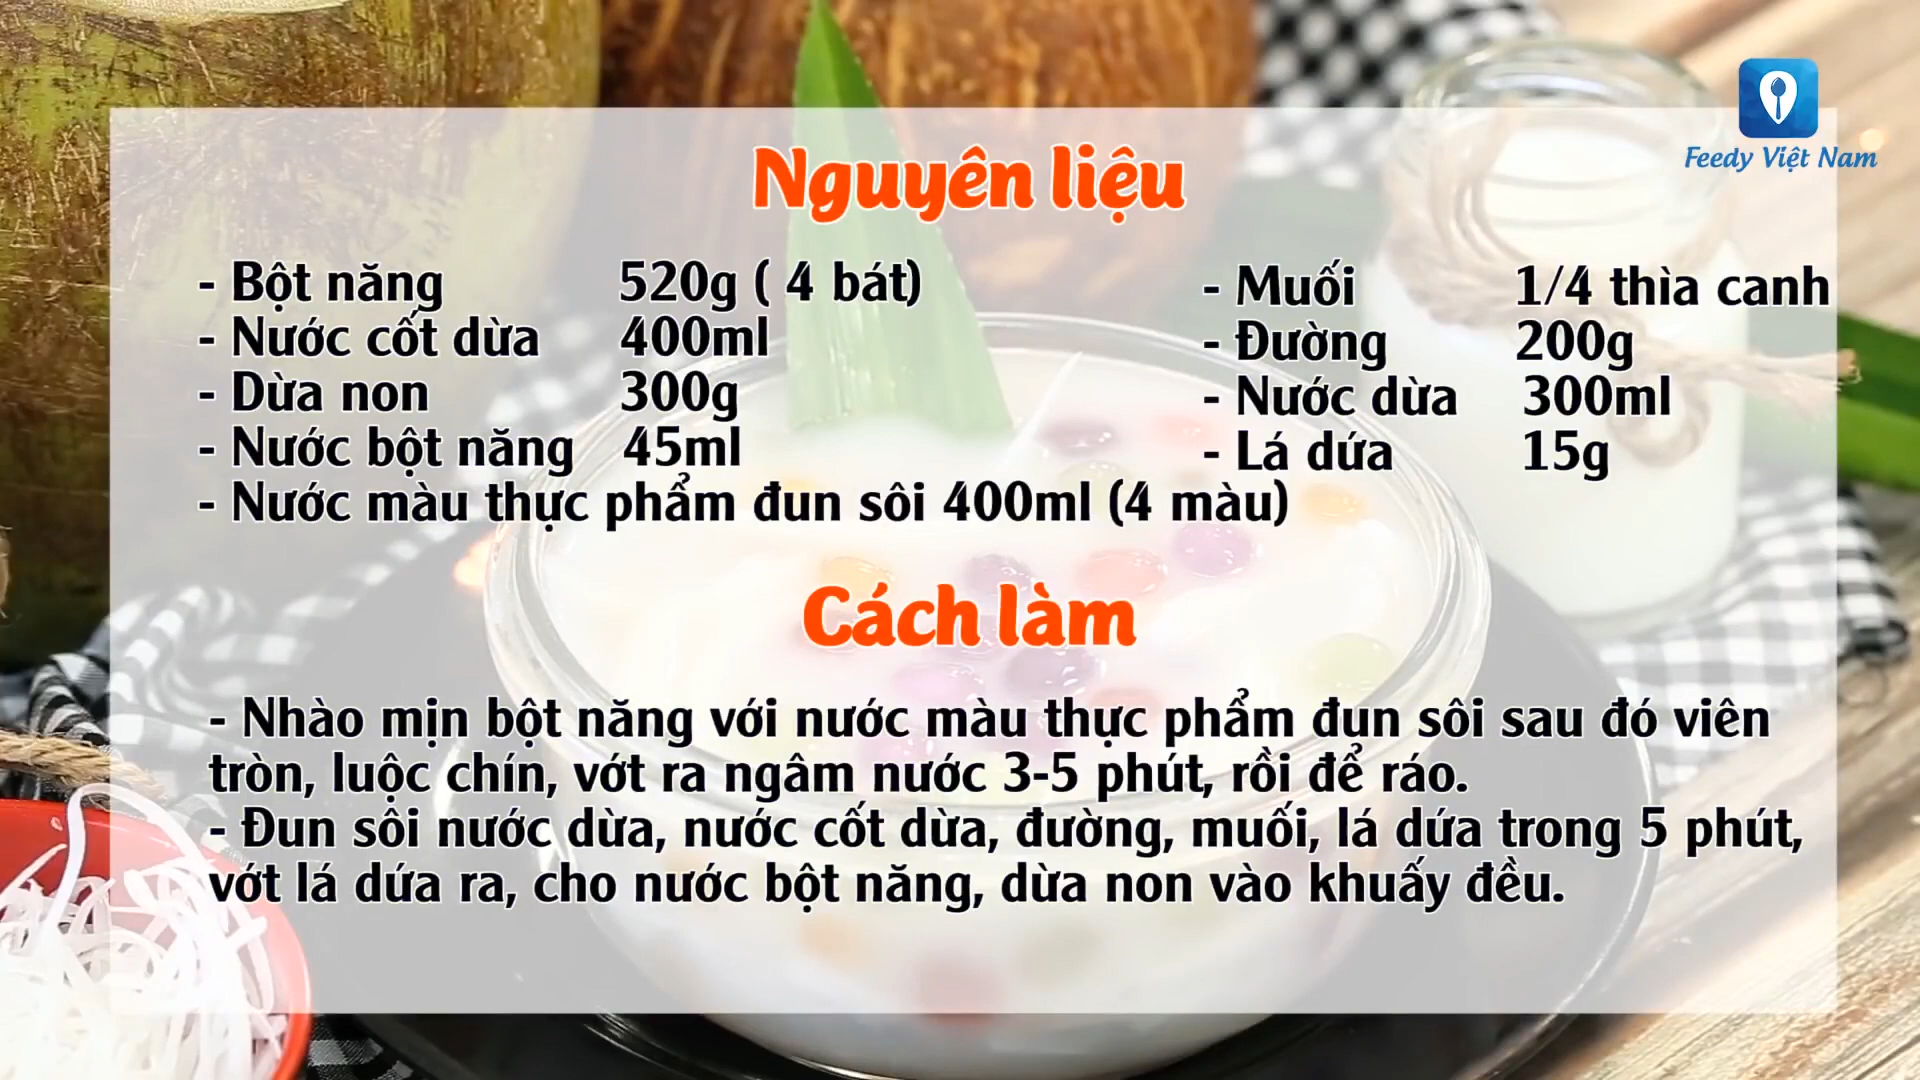 Feedy Việt Nam
Nguyên liệu
- Bột năng 520g ( 4 bát)
- Nước cốt dừa 400ml
- Dừa non 300g
- Nước bột năng 45ml
- Nước màu thực phẩm đun sôi 400ml (4 màu)
- Muối 1/4 thìa canh
- Đường 200g
- Nước dừa 300ml
- Lá dứa 15g
Cách làm
- Nhào mịn bột năng với nước màu thực phẩm đun sôi sau đó viên
tròn, luộc chín, vớt ra ngâm nước 3-5 phút, rồi để ráo.
- Đun sôi nước dừa, nước cốt dừa, đường, muối, lá dứa trong 5 phút,
vớt lá dứa ra, cho nước bột năng, dừa non vào khuấy đều.